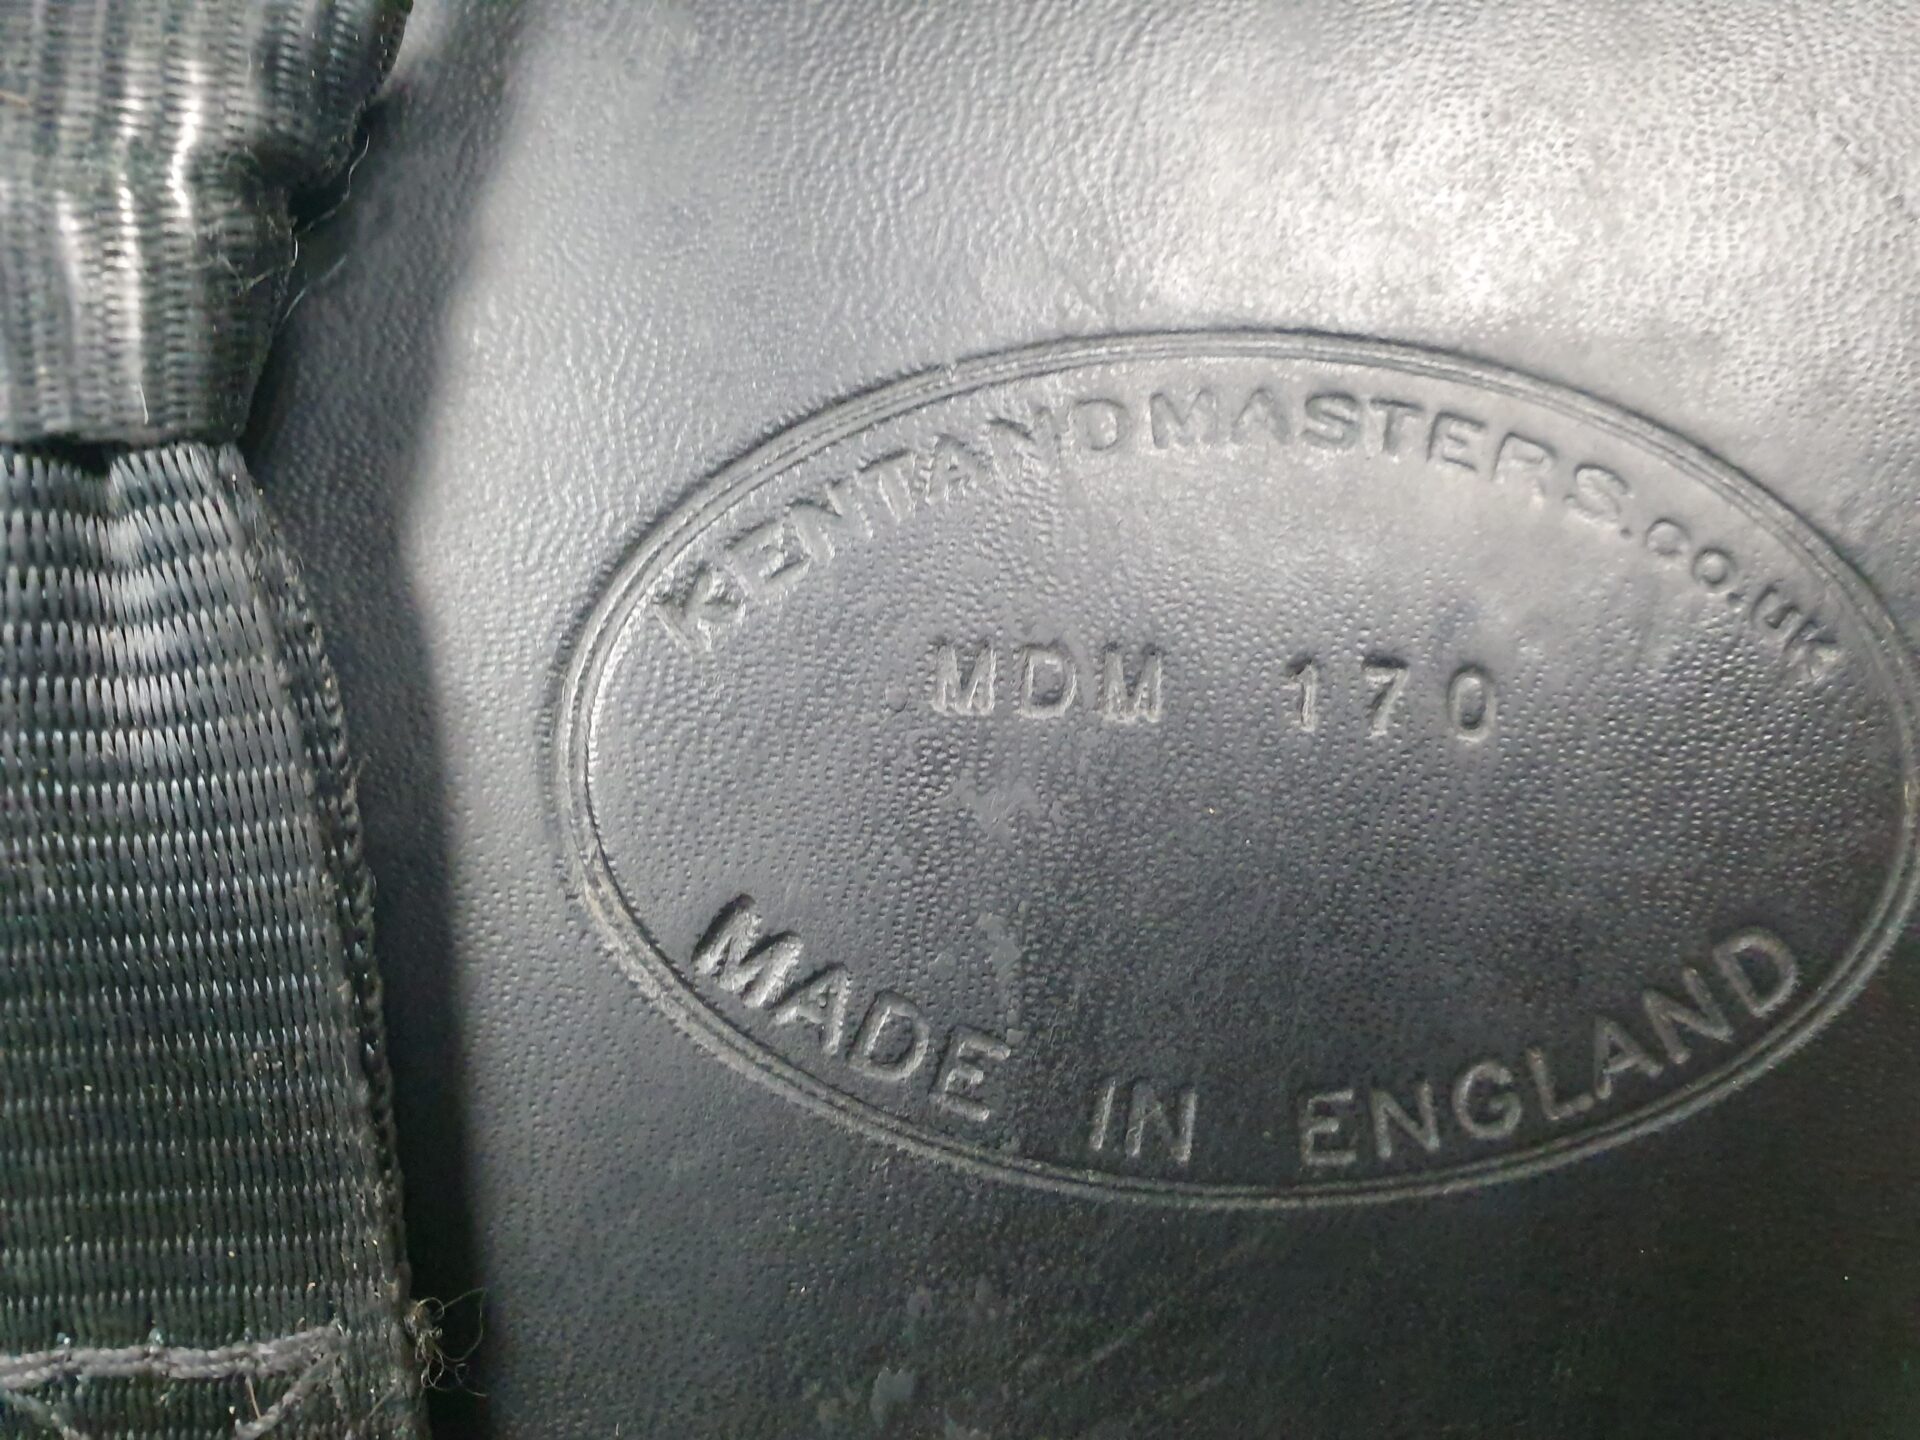 KENTANDMASTERS.co.uk
MDM 170
MADE IN ENGLAND